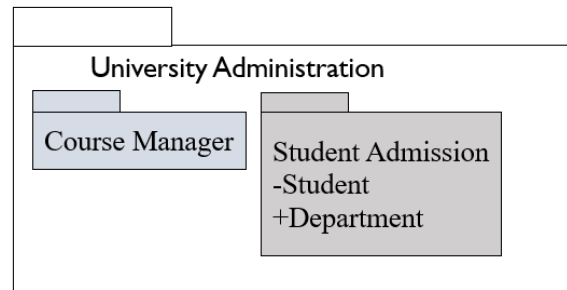 University Administration
Course Manager
Student Admission
-Student
+Department